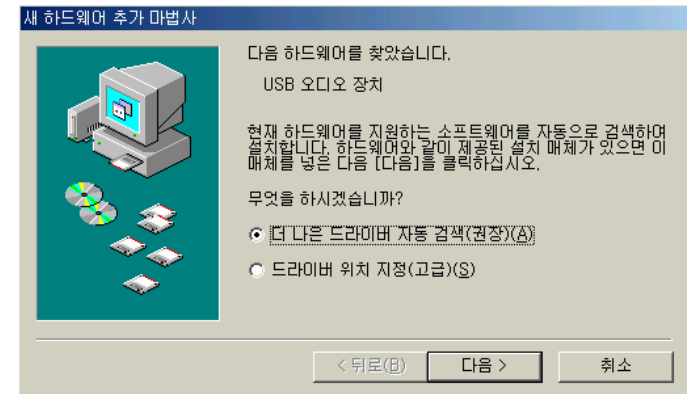 새 하드웨어 추가 마법사
다음 하드웨어를 찾았습니다.
USB 오디오 장치
현재 하드웨어를 지원하는 소프트웨어를 자동으로 검색하여
설치합니다. 하드웨어와 같이 제공된 설치 매체가 있으면 이
매체를 넣은 다음 [다음]을 클릭하십시오.
무엇을 하시겠습니까?
더 나은 드라이버 자동 검색(권장)(A)
드라이버 위치 지정(고급)(S)
< 뒤로(B) 다음 > 취소